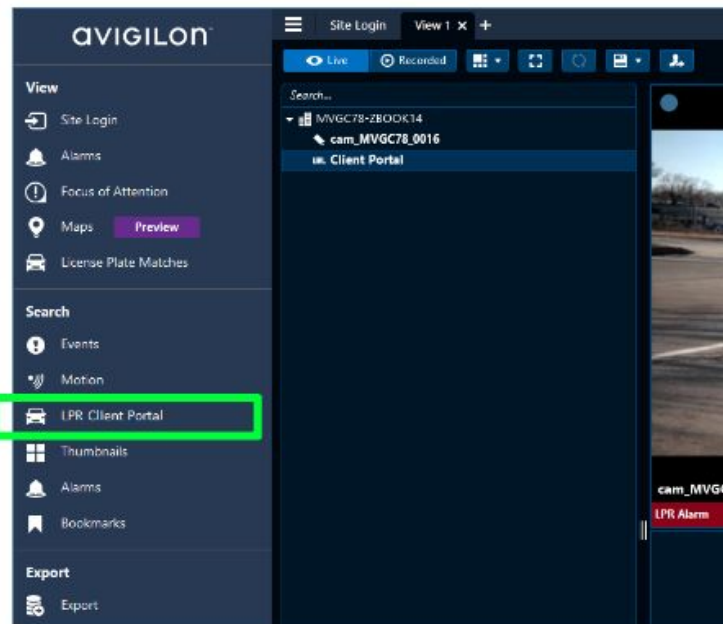 avigilon
Site Login
View 1
Live
Recorded
View
Site Login
Alarms
Focus of Attention
Maps
Preview
License Plate Matches
Search
Events
Motion
LPR Client Portal
Thumbnails
Alarms
Bookmarks
Export
Export
Search...
MVGC78-ZBOOK14
cam_MVGC78_0016
URL Client Portal
cam_MVG
LPR Alarm